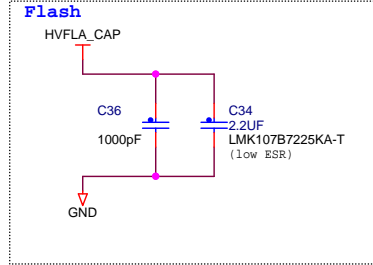 Flash
HVFLA_CAP
C36
1000pF
C34
2.2UF
LMK107B7225KA-T
(low ESR)
GND